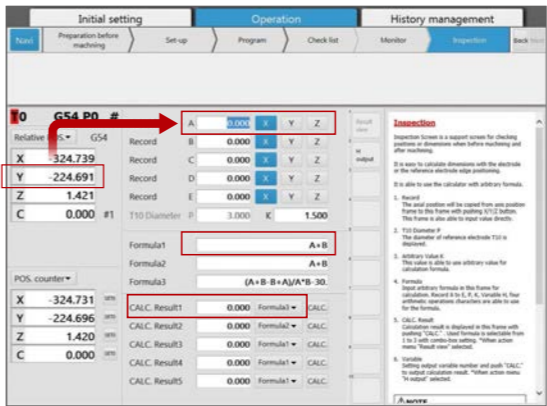 Initial setting
Operation
History management
Navi
Preparation before
machning
Set-up
Program
Check list
Monitor
Inspection
Back
T0 G54 P0 #
Relative POS. G54
X -324.739
Y -224.691
Z 1.421
C 0.000 #1
POS. counter
X -324.731
Y -224.696
Z 1.420
C 0.000
A 0.000 X Y Z
Record B 0.000 X Y Z
Record C 0.000 X Y Z
Record D 0.000 X Y Z
Record E 0.000 X Y Z
T10 Diameter P 3.000 K 1.500
Formula1 A+B
Formula2 A+B
Formula3 (A+B-B+A)/A*B-30.
CALC. Result1 0.000 Formula3 CALC.
CALC. Result2 0.000 Formula2 CALC.
CALC. Result3 0.000 Formula1 CALC.
CALC. Result4 0.000 Formula1 CALC.
CALC. Result5 0.000 Formula1 CALC.
Result
view
H
output
Inspection
Inspection Screen is a support screen for checking
positions or dimensions when before machining and
after machining.
It is easy to calculate dimensions with the electrode
or the reference electrode edge positioning.
It is able to use the calculator with arbitrary formula.
1. Record
The axial position will be copied from axis position
frame to this frame with pushing X/Y/Z button.
This frame is also able to input value directly.
2. T10 Diameter P
The diameter of reference electrode T10 is
displayed.
3. Arbitrary Value K
This value is able to use arbitrary value for
calculation formula.
4. Formula
Input arbitrary formula in this frame for
calculation. Record A to E, P, K, Variable H, four
arithmetic operations characters are able to use
for the formula.
5. CALC. Result
Calculation result is displayed in this frame with
pushing "CALC." . Used formula is selectable from
1 to 3 with combo-box setting. *When action
menu "Result view" selected.
6. Variable
Setting output variable number and push "CALC."
to output calculation result. *When action menu
"H output" selected.
NOTE